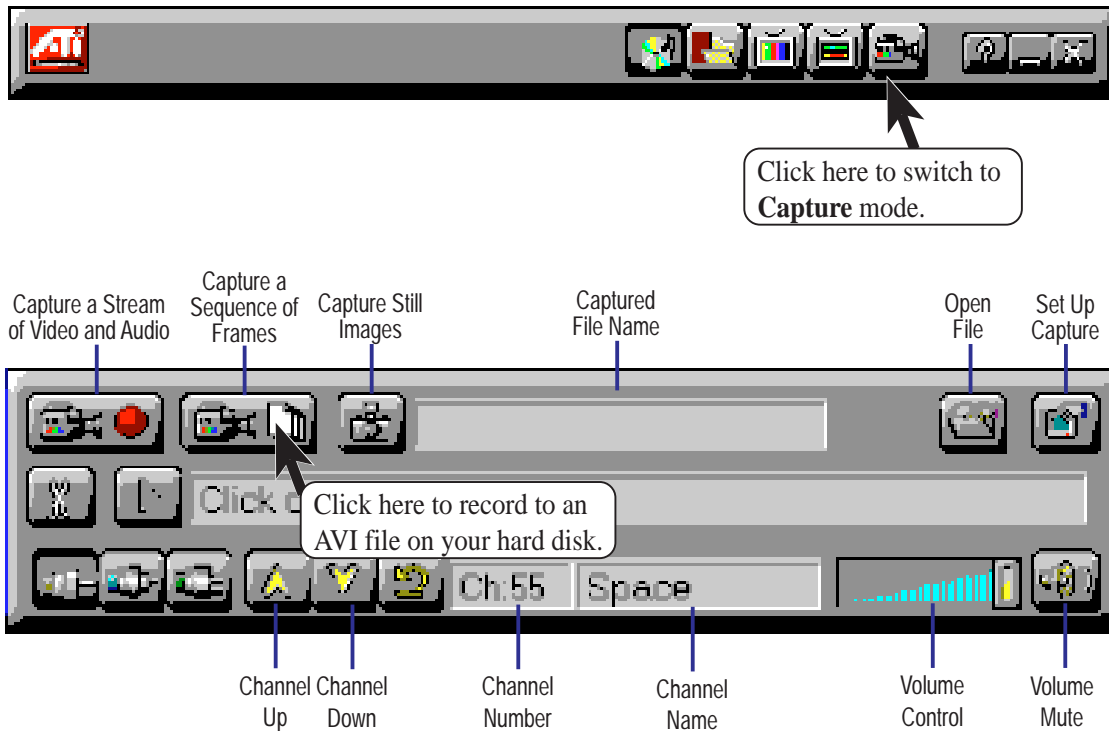 ATi
Click here to switch to
Capture mode.
Capture a Stream
of Video and Audio
Capture a
Sequence of
Frames
Capture Still
Images
Captured
File Name
Open
File
Set Up
Capture
Click
Click here to record to an
AVI file on your hard disk.
Ch:55
Space
Channel
Up
Channel
Down
Channel
Number
Channel
Name
Volume
Control
Volume
Mute